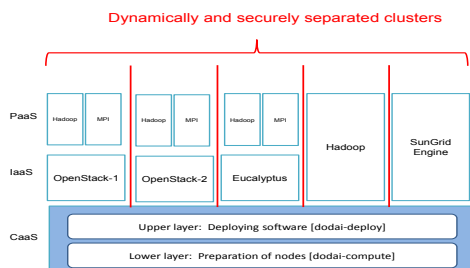 Dynamically and securely separated clusters
PaaS
Hadoop MPI
Hadoop MPI
Hadoop MPI
Hadoop
SunGrid
Engine
IaaS
OpenStack-1
OpenStack-2
Eucalyptus
CaaS
Upper layer: Deploying software [dodai-deploy]
Lower layer: Preparation of nodes [dodai-compute]